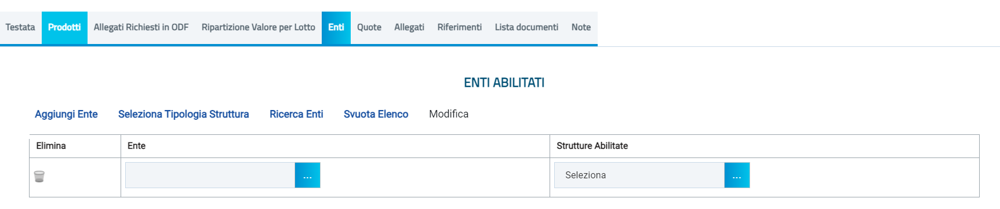 Testata Prodotti Allegati Richiesti in ODF Ripartizione Valore per Lotto Enti Quote Allegati Riferimenti Lista documenti Note
ENTI ABILITATI
Aggiungi Ente Seleziona Tipologia Struttura Ricerca Enti Svuota Elenco Modifica
Elimina Ente Strutture Abilitate
... Seleziona ...